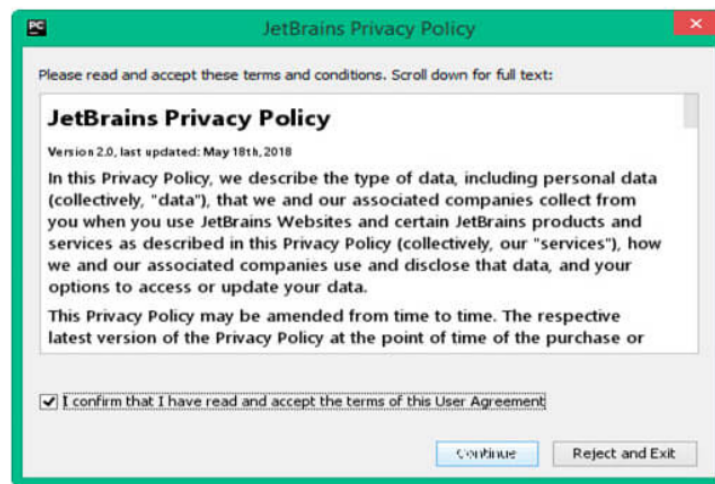 PC
JetBrains Privacy Policy
Please read and accept these terms and conditions. Scroll down for full text:
JetBrains Privacy Policy
Version 2.0, last updated: May 18th, 2018
In this Privacy Policy, we describe the type of data, including personal data
(collectively, "data"), that we and our associated companies collect from
you when you use JetBrains Websites and certain JetBrains products and
services as described in this Privacy Policy (collectively, our "services"), how
we and our associated companies use and disclose that data, and your
options to access or update your data.
This Privacy Policy may be amended from time to time. The respective
latest version of the Privacy Policy at the point of time of the purchase or
I confirm that I have read and accept the terms of this User Agreement
Continue
Reject and Exit